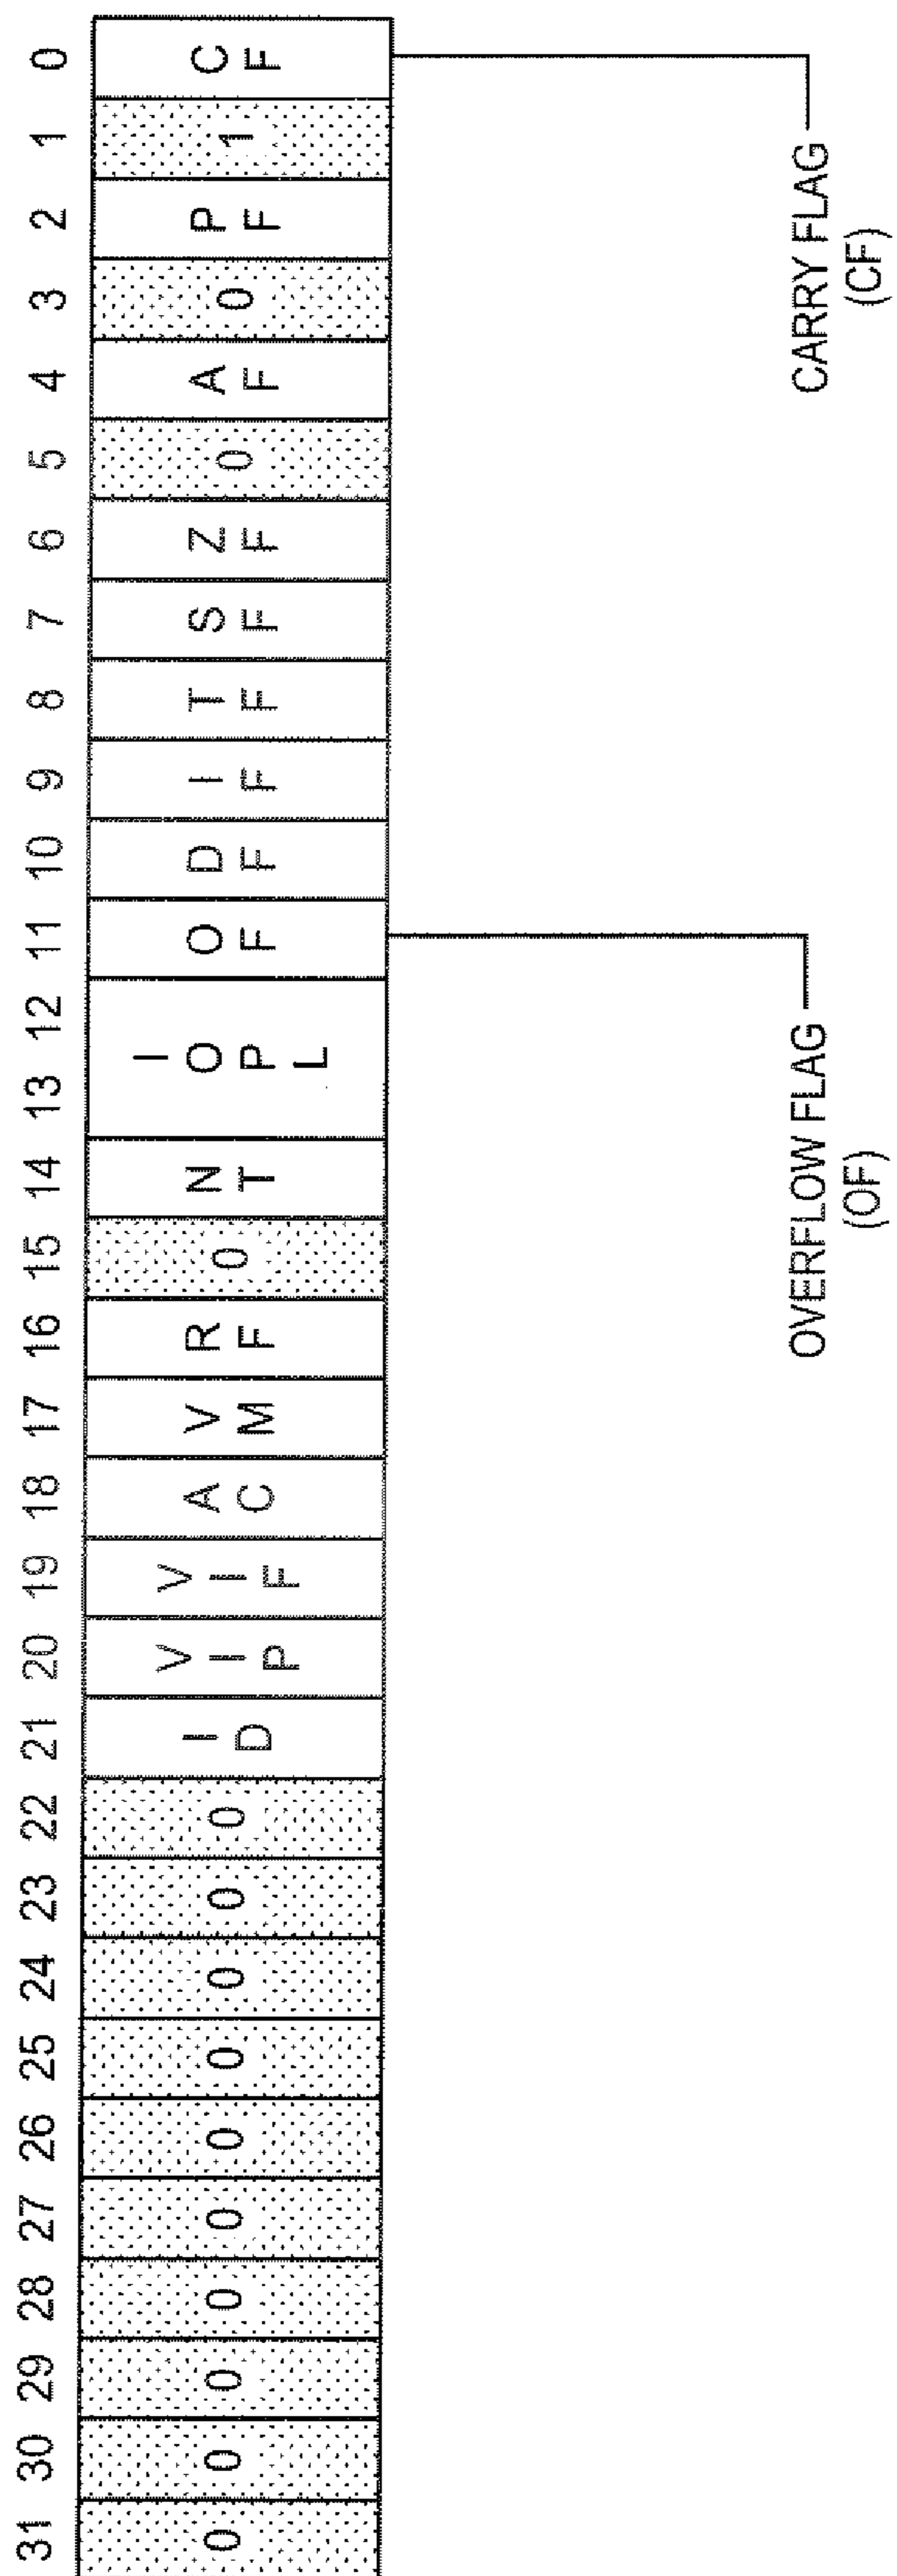 31 30 29 28 27 26 25 24 23 22 21 20 19 18 17 16 15 14 13 12 11 10 9 8 7 6 5 4 3 2 1 0
0 0 0 0 0 0 0 0 0 0 ID VIP VIF AC VM RF 0 NT IOPL OF DF IF TF SF ZF 0 AF 0 PF 1 CF
OVERFLOW FLAG
(OF)
CARRY FLAG
(CF)